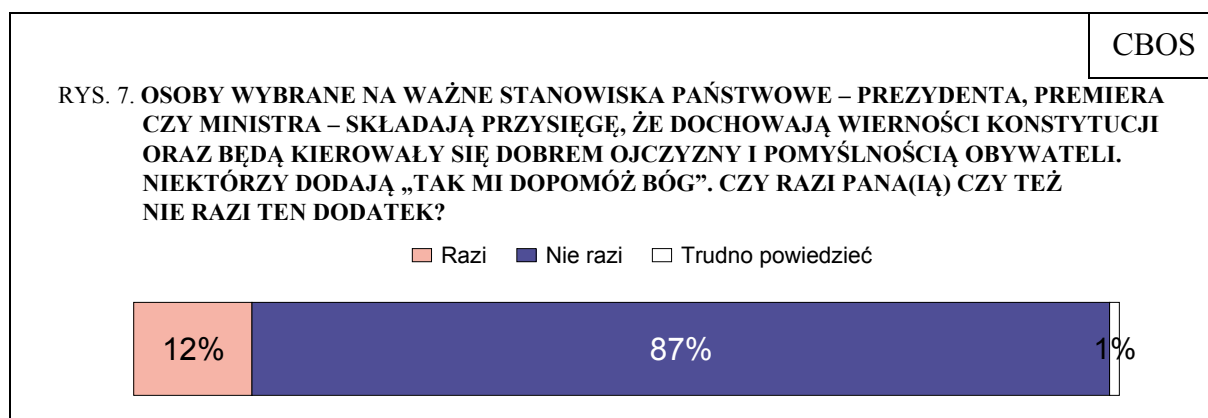 CBOS
RYS. 7. OSOBY WYBRANE NA WAŻNE STANOWISKA PAŃSTWOWE – PREZYDENTA, PREMIERA
CZY MINISTRA – SKŁADAJĄ PRZYSIĘGĘ, ŻE DOCHOWAJĄ WIERNOŚCI KONSTYTUCJI
ORAZ BĘDĄ KIEROWAŁY SIĘ DOBREM OJCZYZNY I POMYŚLNOŚCIĄ OBYWATELI.
NIEKTÓRZY DODAJĄ „TAK MI DOPOMÓŻ BÓG”. CZY RAZI PANA(IĄ) CZY TEŻ
NIE RAZI TEN DODATEK?
Razi Nie razi Trudno powiedzieć
12% 87% 1%